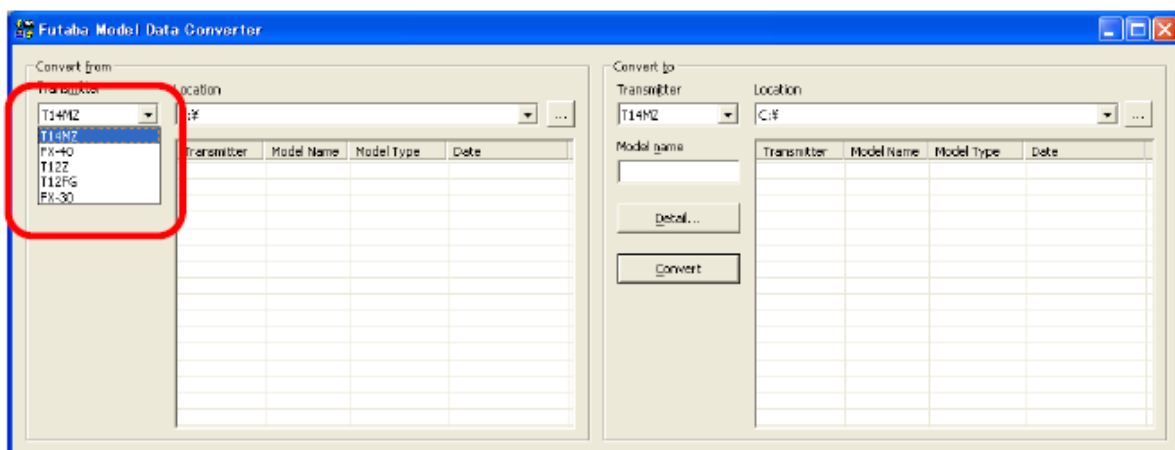 Futaba Model Data Converter
Convert from
Transmitter
Location
T14MZ
:¥
...
T14MZ
FX-40
T12Z
T12FG
FX-30
Transmitter Model Name Model Type Date
Convert to
Transmitter
Location
T14MZ
C:¥
...
Model name
Transmitter Model Name Model Type Date
Detail...
Convert